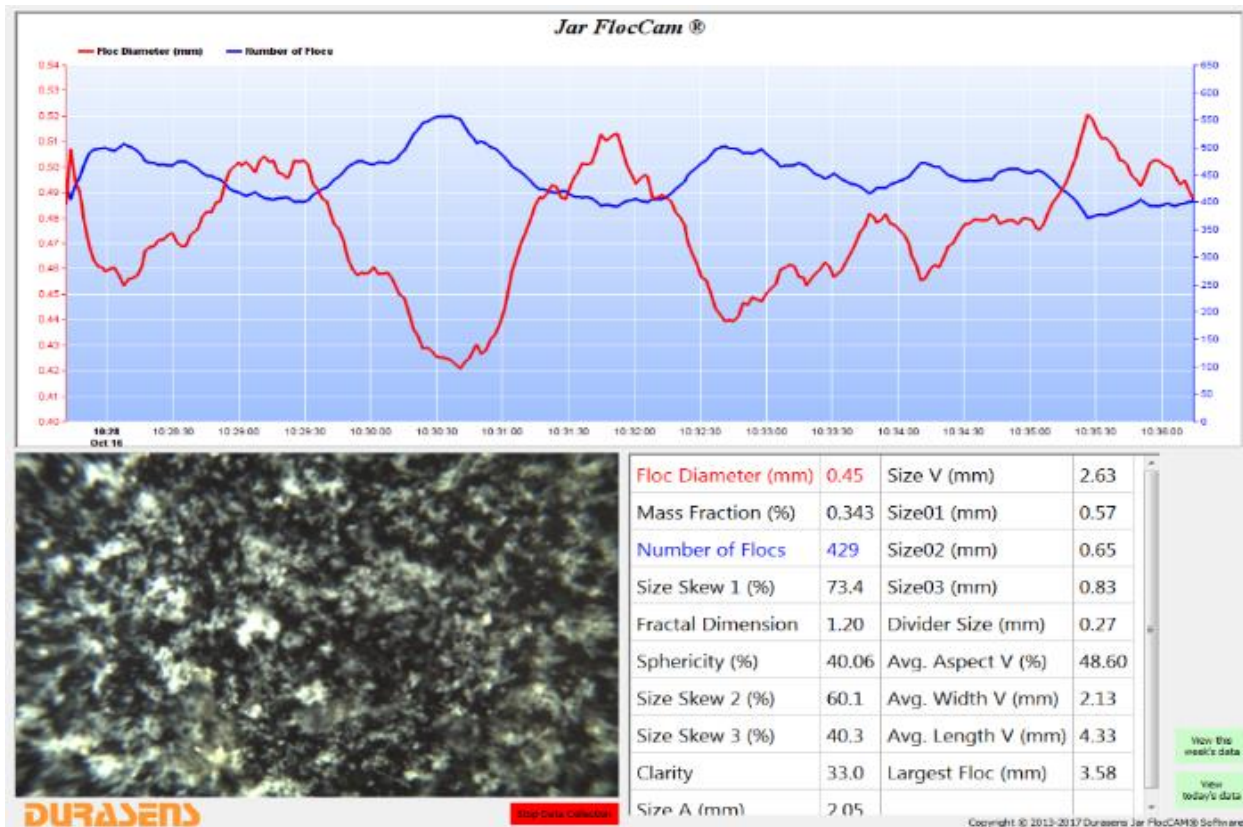 Jar FlocCam ®
Floc Diameter (mm) Number of Flocs
0.54
0.53
0.52
0.51
0.50
0.49
0.48
0.47
0.46
0.45
0.44
0.43
0.42
0.41
0.40
650
600
550
500
450
400
350
300
250
200
150
100
50
0
10:28 10:28:30 10:29:00 10:29:30 10:30:00 10:30:30 10:31:00 10:31:30 10:32:00 10:32:30 10:33:00 10:33:30 10:34:00 10:34:30 10:35:00 10:35:30 10:36:00
Oct 16
Floc Diameter (mm) 0.45 Size V (mm) 2.63
Mass Fraction (%) 0.343 Size01 (mm) 0.57
Number of Flocs 429 Size02 (mm) 0.65
Size Skew 1 (%) 73.4 Size03 (mm) 0.83
Fractal Dimension 1.20 Divider Size (mm) 0.27
Sphericity (%) 40.06 Avg. Aspect V (%) 48.60
Size Skew 2 (%) 60.1 Avg. Width V (mm) 2.13
Size Skew 3 (%) 40.3 Avg. Length V (mm) 4.33
Clarity 33.0 Largest Floc (mm) 3.58
Size A (mm) 2.05
View this
week's data
View
today's data
DURASENS
Stop Data Collection
Copyright © 2013-2017 Durasens Jar FlocCAM® Software